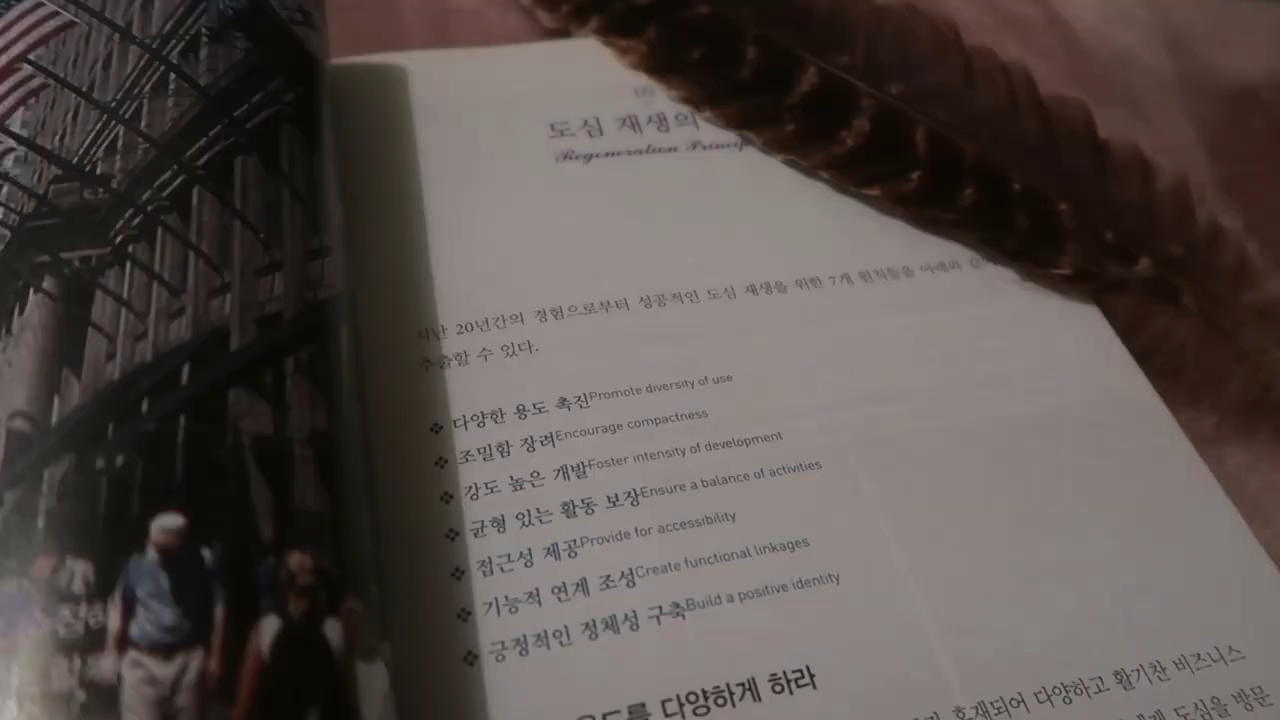 도심 재생의
Regeneration
지난 20년간의 경험으로부터 성공적인 도심 재생을 위한 7개 원칙들을 아래와
추출할 수 있다.
❖ 다양한 용도 촉진Promote diversity of use
❖ 조밀함 장려Encourage compactness
❖ 강도 높은 개발Foster intensity of development
❖ 균형 있는 활동 보장Ensure a balance of activities
❖ 접근성 제공Provide for accessibility
❖ 기능적 연계 조성Create functional linkages
❖ 긍정적인 정체성 구축Build a positive identity
다양하게 하라
혼재되어 다양하고 활기찬 비즈니스
도심을 방문